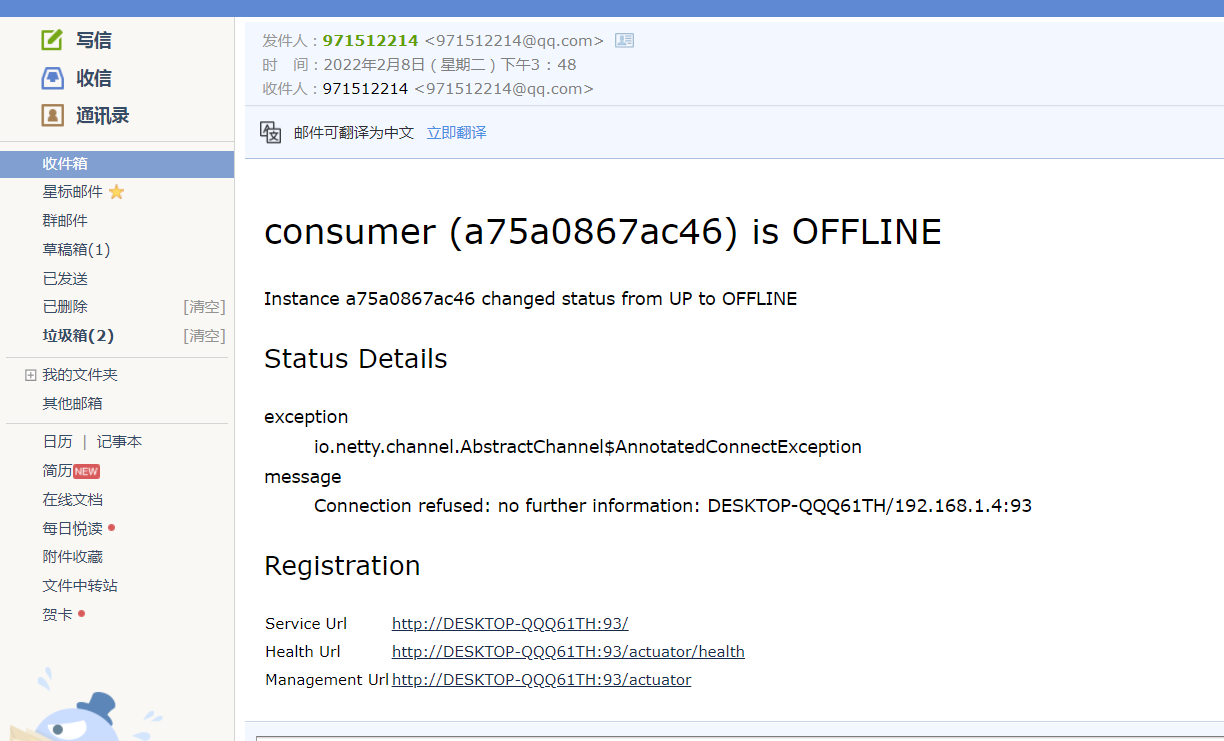 写信
收信
通讯录
收件箱
星标邮件
群邮件
草稿箱(1)
已发送
已删除 [清空]
垃圾箱(2) [清空]
我的文件夹
其他邮箱
日历 | 记事本
简历 NEW
在线文档
每日悦读
附件收藏
文件中转站
贺卡
发件人：971512214 <971512214@qq.com>
时 间：2022年2月8日 ( 星期二 ) 下午3：48
收件人：971512214 <971512214@qq.com>
邮件可翻译为中文 立即翻译
consumer (a75a0867ac46) is OFFLINE
Instance a75a0867ac46 changed status from UP to OFFLINE
Status Details
exception
io.netty.channel.AbstractChannel$AnnotatedConnectException
message
Connection refused: no further information: DESKTOP-QQQ61TH/192.168.1.4:93
Registration
Service Url http://DESKTOP-QQQ61TH:93/
Health Url http://DESKTOP-QQQ61TH:93/actuator/health
Management Url http://DESKTOP-QQQ61TH:93/actuator